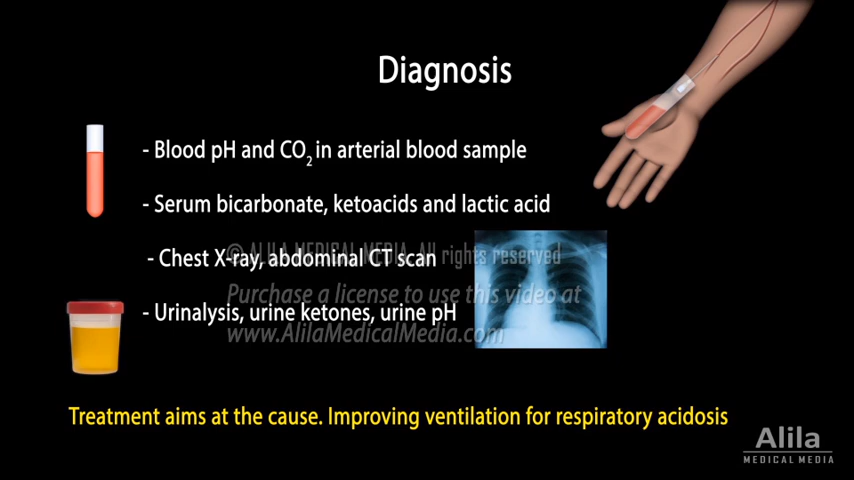 Diagnosis
- Blood pH and CO₂ in arterial blood sample
- Serum bicarbonate, ketoacids and lactic acid
© ALILA MEDICAL MEDIA. All rights reserved
- Chest X-ray, abdominal CT scan
Purchase a license to use this video at
- Urinalysis, urine ketones, urine pH
www.AlilaMedicalMedia.com
Treatment aims at the cause. Improving ventilation for respiratory acidosis
Alila
MEDICAL MEDIA